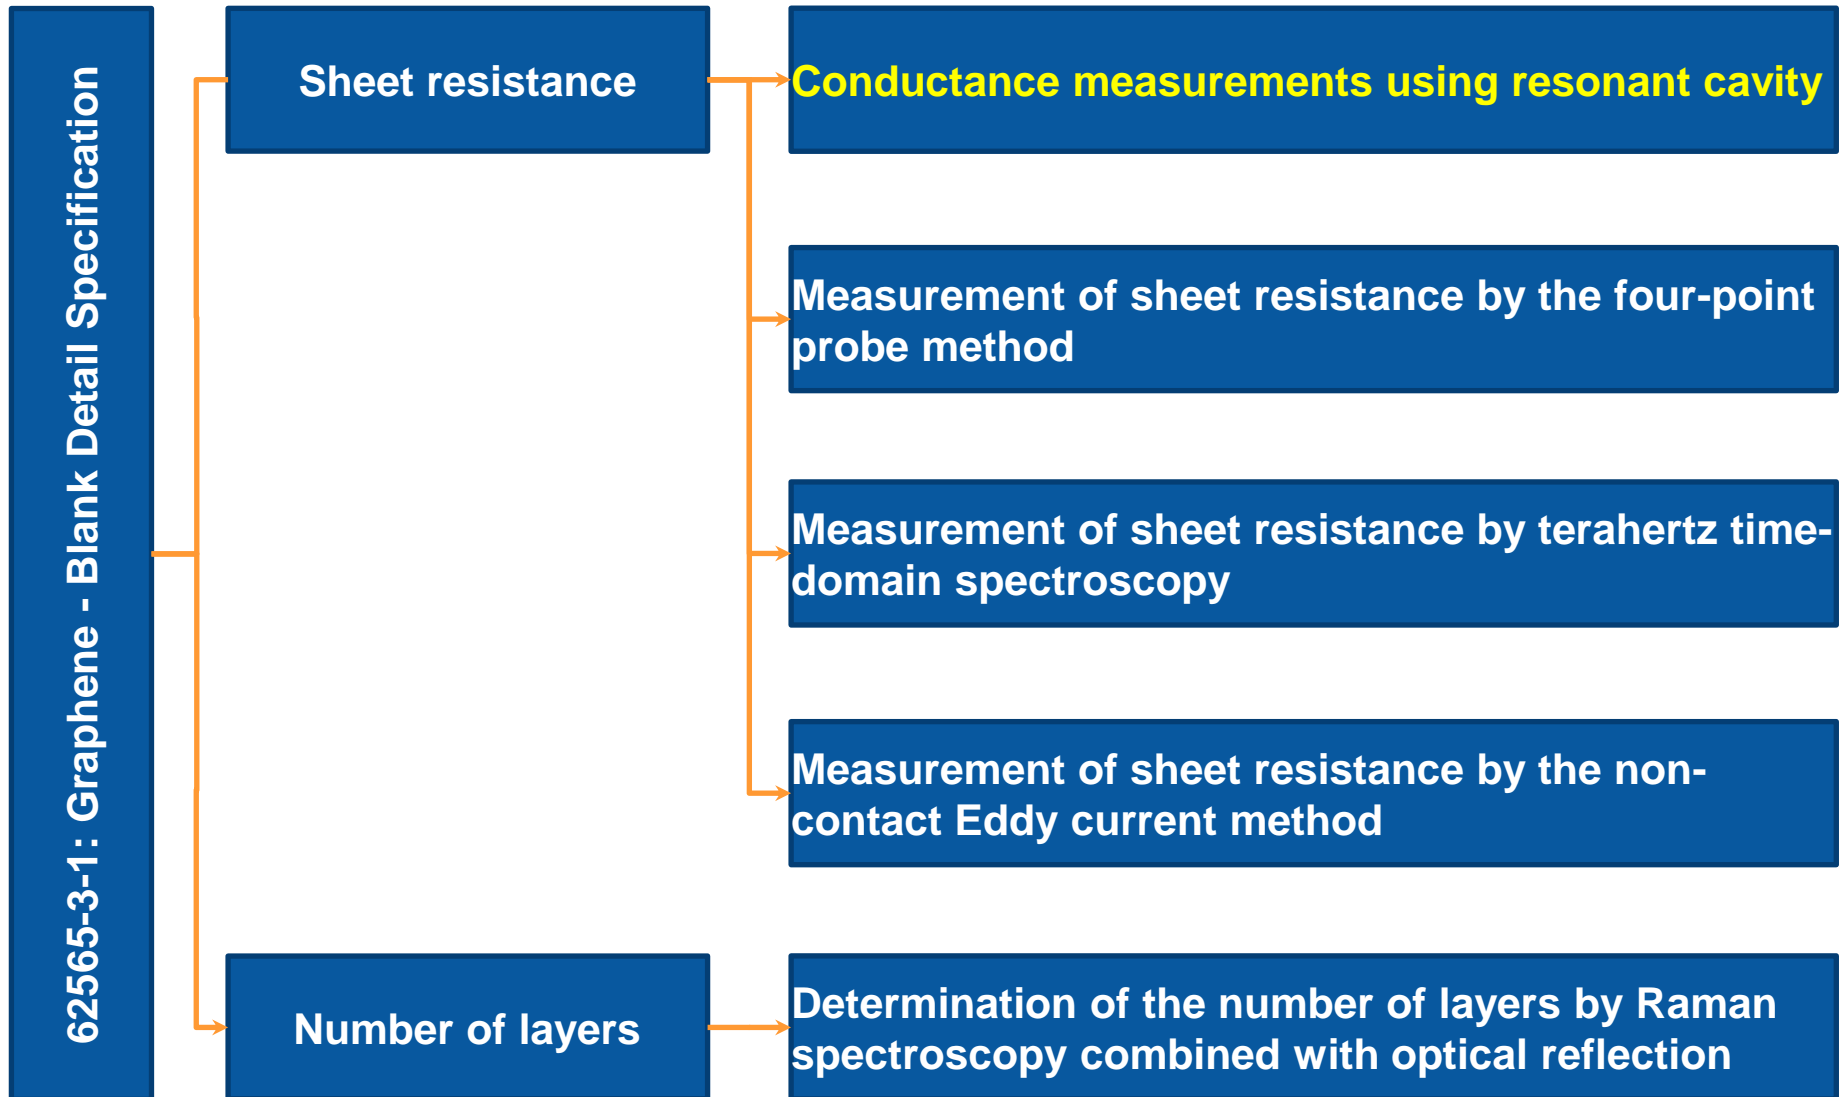 62565-3-1: Graphene - Blank Detail Specification
Sheet resistance
Conductance measurements using resonant cavity
Measurement of sheet resistance by the four-point
probe method
Measurement of sheet resistance by terahertz time-
domain spectroscopy
Measurement of sheet resistance by the non-
contact Eddy current method
Number of layers
Determination of the number of layers by Raman
spectroscopy combined with optical reflection